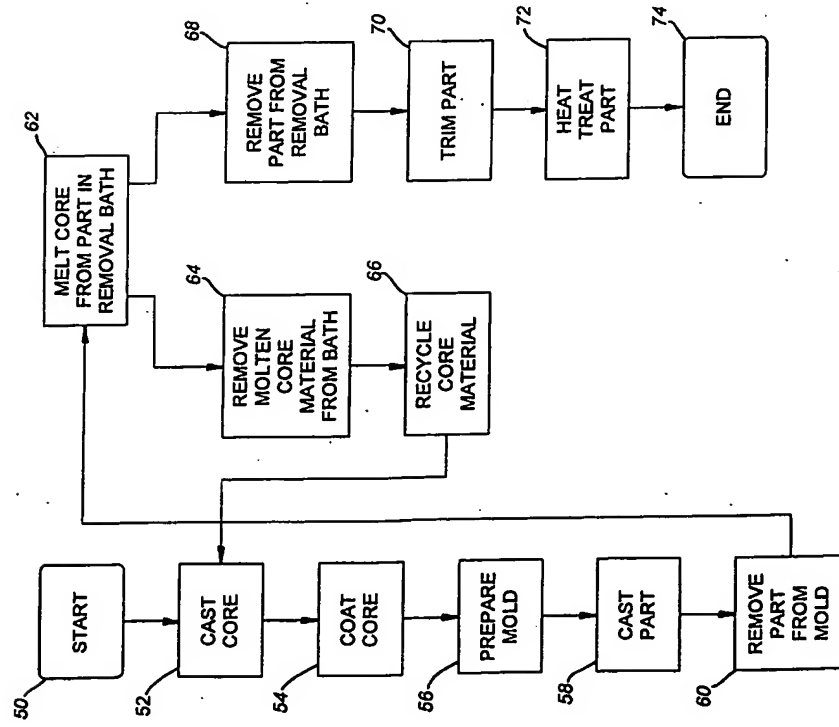 50
START
52
CAST
CORE
54
COAT
CORE
56
PREPARE
MOLD
58
CAST
PART
60
REMOVE
PART
FROM
MOLD
62
MELT CORE
FROM PART IN
REMOVAL BATH
64
REMOVE
MOLTEN
CORE
MATERIAL
FROM BATH
66
RECYCLE
CORE
MATERIAL
68
REMOVE
PART FROM
REMOVAL
BATH
70
TRIM PART
72
HEAT
TREAT
PART
74
END